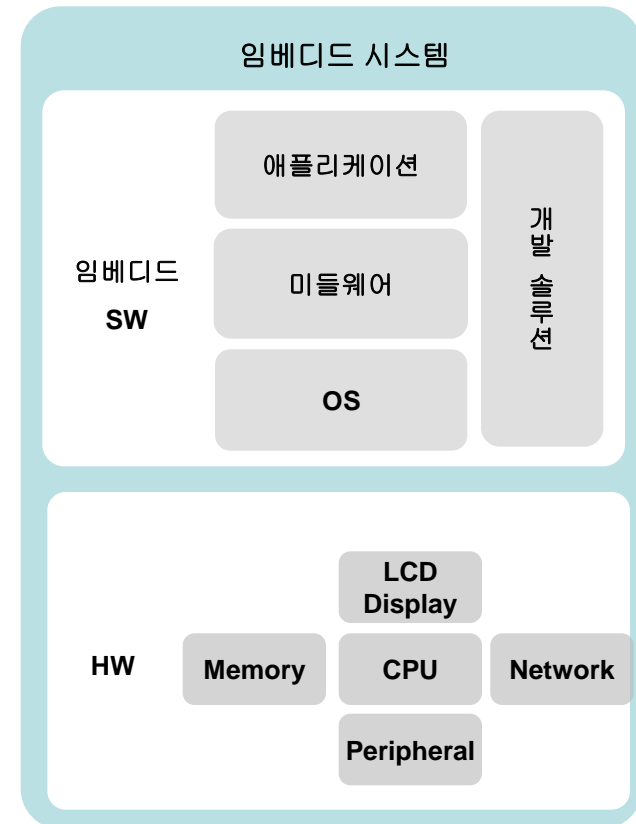 임베디드 시스템
애플리케이션
개발 솔루션
임베디드
SW
미들웨어
OS
LCD
Display
HW
Memory
CPU
Network
Peripheral